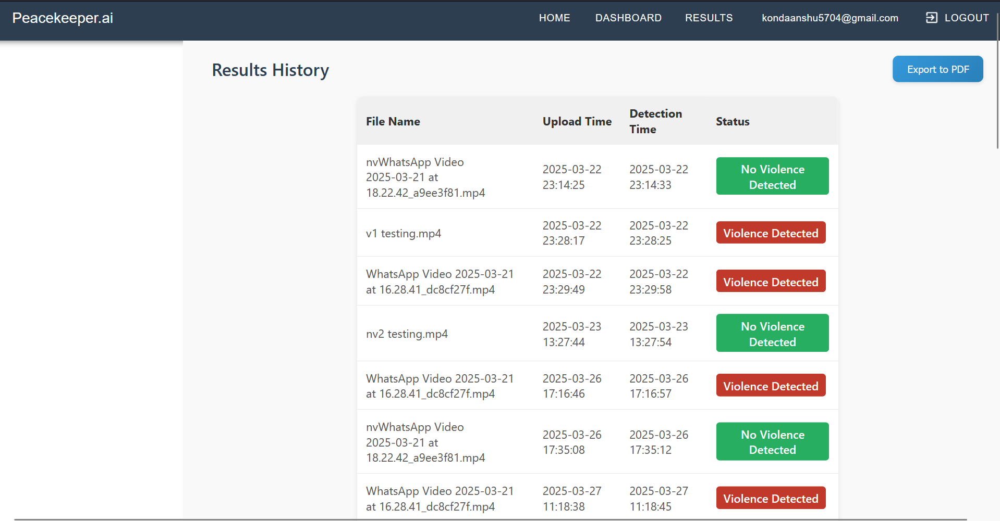 Peacekeeper.ai
HOME DASHBOARD RESULTS kondaanshu5704@gmail.com LOGOUT
Results History
Export to PDF
File Name Upload Time Detection Time Status
nvWhatsApp Video
2025-03-21 at
18.22.42_a9ee3f81.mp4
2025-03-22
23:14:25
2025-03-22
23:14:33
No Violence
Detected
v1 testing.mp4
2025-03-22
23:28:17
2025-03-22
23:28:25
Violence Detected
WhatsApp Video 2025-03-21
at 16.28.41_dc8cf27f.mp4
2025-03-22
23:29:49
2025-03-22
23:29:58
Violence Detected
nv2 testing.mp4
2025-03-23
13:27:44
2025-03-23
13:27:54
No Violence
Detected
WhatsApp Video 2025-03-21
at 16.28.41_dc8cf27f.mp4
2025-03-26
17:16:46
2025-03-26
17:16:57
Violence Detected
nvWhatsApp Video
2025-03-21 at
18.22.42_a9ee3f81.mp4
2025-03-26
17:35:08
2025-03-26
17:35:12
No Violence
Detected
WhatsApp Video 2025-03-21
at 16.28.41_dc8cf27f.mp4
2025-03-27
11:18:38
2025-03-27
11:18:45
Violence Detected